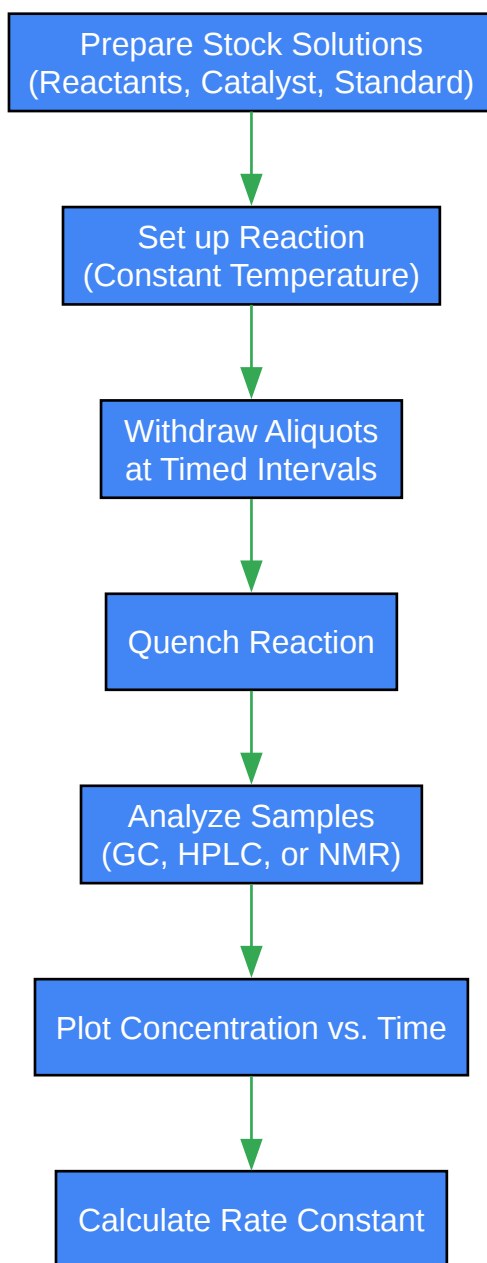 Prepare Stock Solutions
(Reactants, Catalyst, Standard)
Set up Reaction
(Constant Temperature)
Withdraw Aliquots
at Timed Intervals
Quench Reaction
Analyze Samples
(GC, HPLC, or NMR)
Plot Concentration vs. Time
Calculate Rate Constant